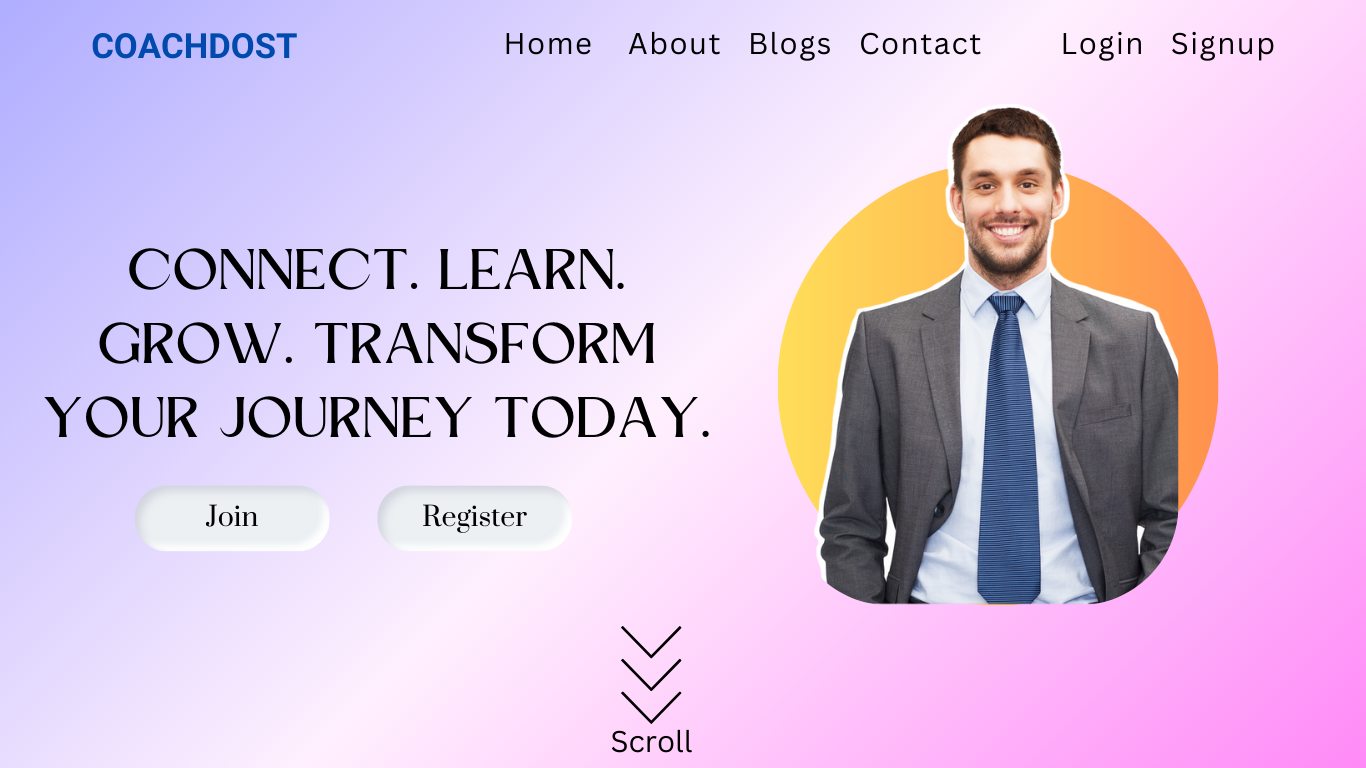 COACHDOST
Home About Blogs Contact Login Signup
CONNECT. LEARN.
GROW. TRANSFORM
YOUR JOURNEY TODAY.
Join Register
Scroll